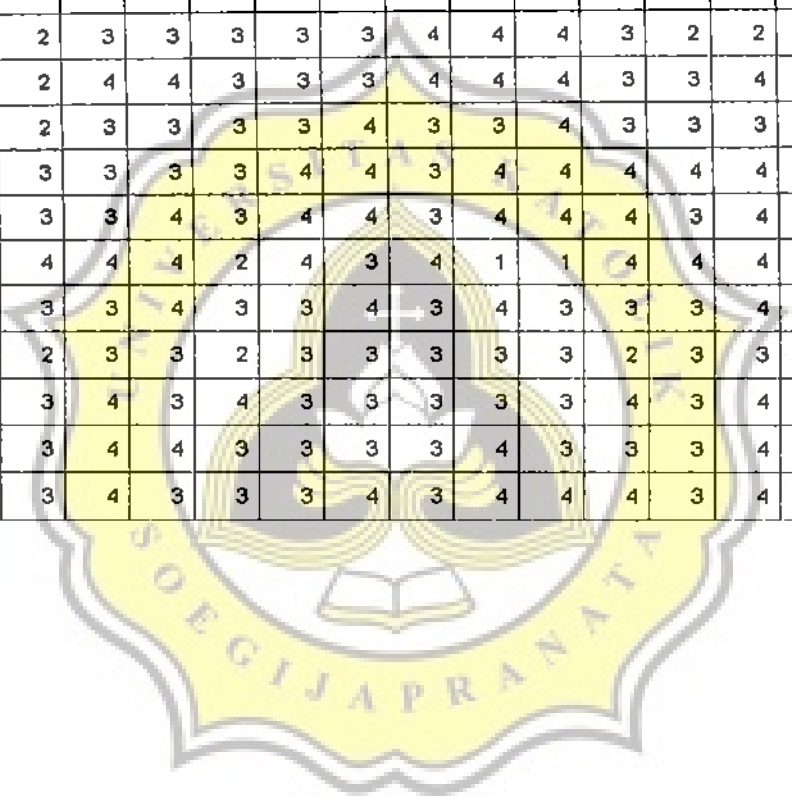 2 3 3 3 3 3 4 4 4 3 2 2
2 4 4 3 3 3 4 4 4 3 3 4
2 3 3 3 3 4 3 3 4 3 3 3
3 3 3 3 4 4 3 4 4 4 4 4
3 3 4 3 4 4 3 4 4 4 3 4
4 4 4 2 4 3 4 1 1 4 4 4
3 3 4 3 3 4 3 4 3 3 3 4
2 3 3 2 3 3 3 3 3 2 3 3
3 4 3 4 3 3 3 3 3 4 3 4
3 4 4 3 3 3 3 4 3 3 3 4
3 4 3 3 3 4 3 4 4 4 3 4
UNIVERSITAS KATOLIK
SOEGIJAPRANATA